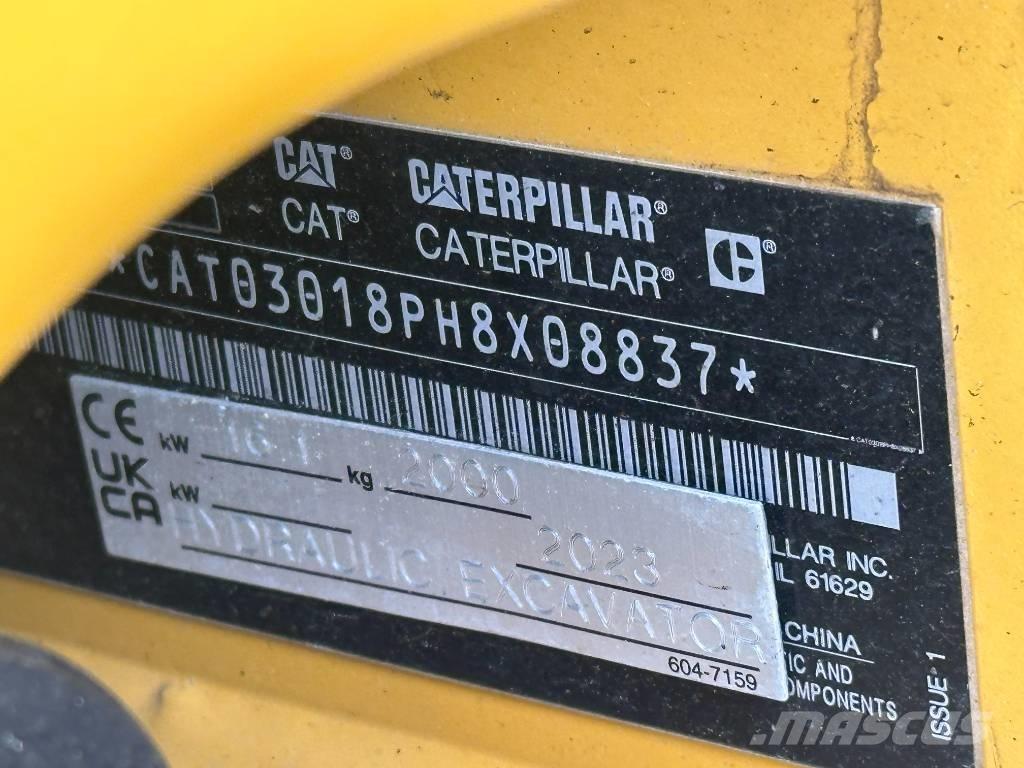 CAT® CATERPILLAR®
CAT® CATERPILLAR®
*CAT03018PH8X08837*
CE kW 16.1 kg 2000
UK
CA kW 2023
HYDRAULIC EXCAVATOR
604-7159
LLAR INC.
IL 61629
CHINA
IC AND
OMPONENTS
ISSUE 1
MASCUS